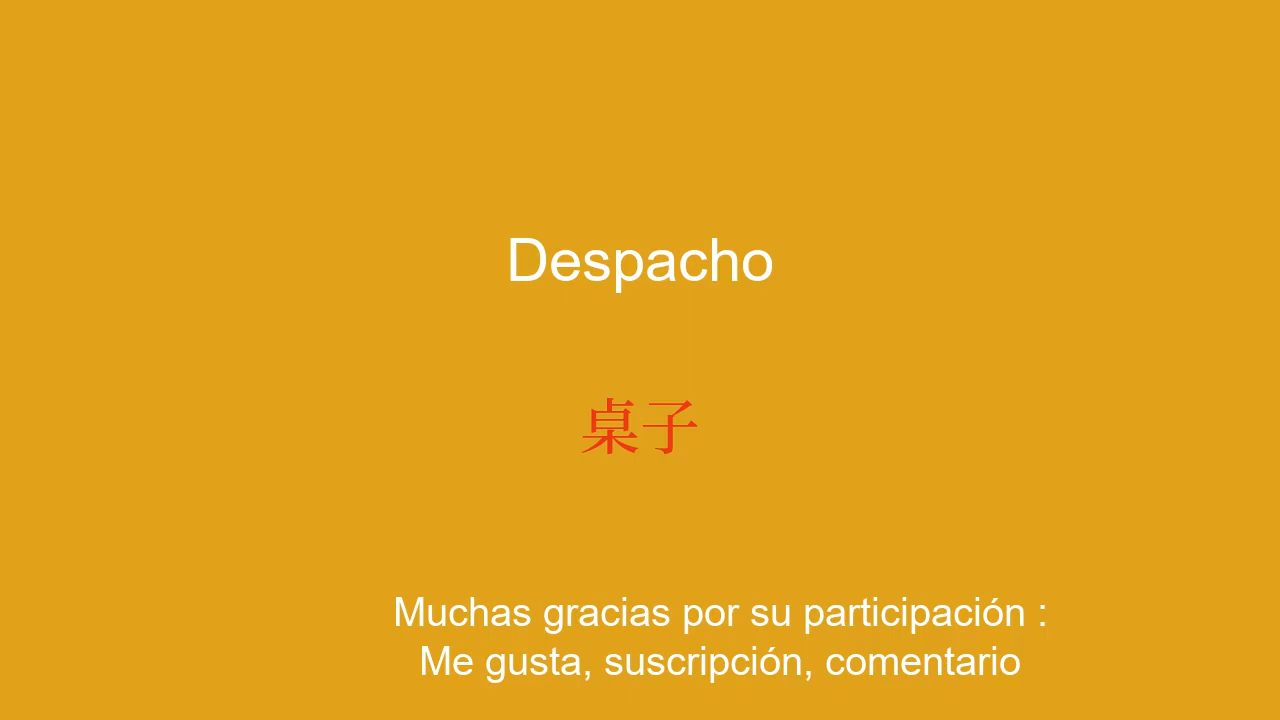 Despacho
桌子
Muchas gracias por su participación :
Me gusta, suscripción, comentario